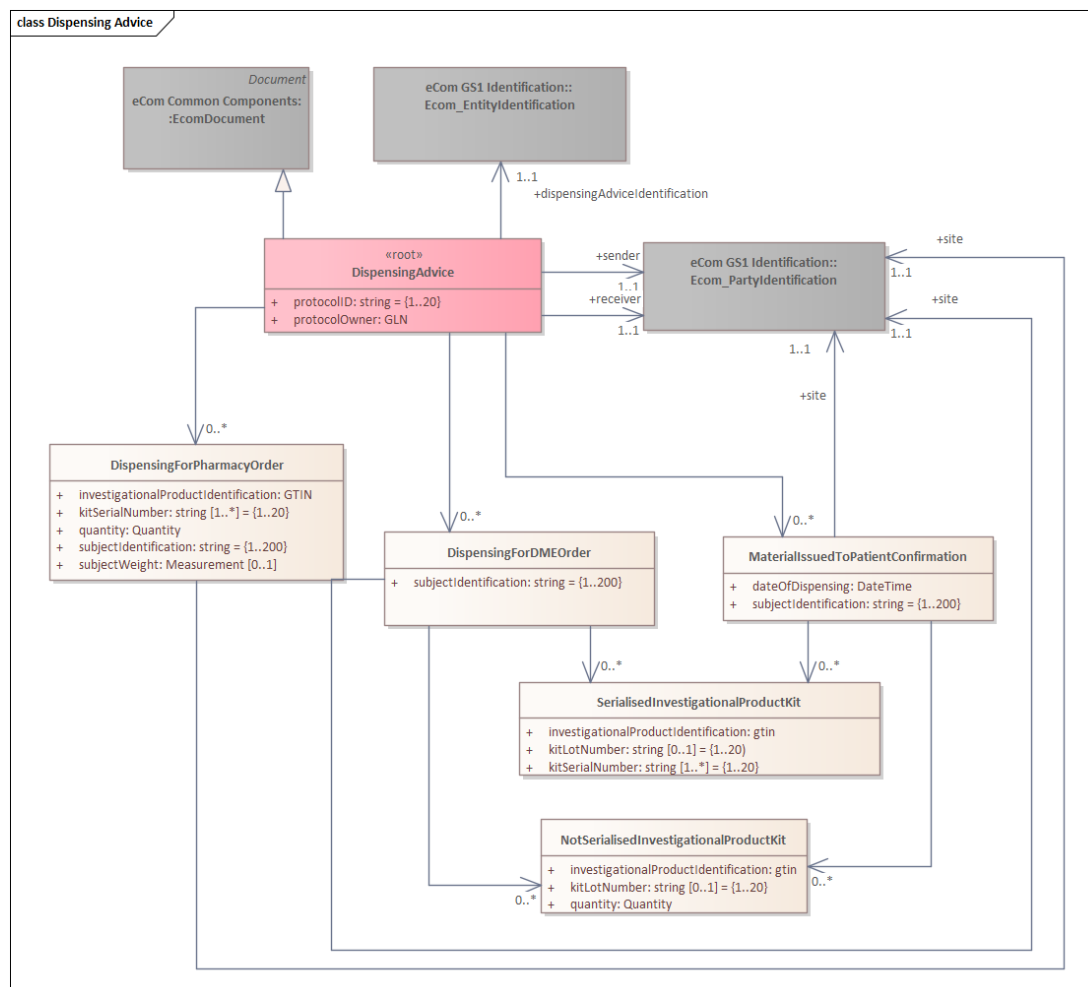 class Dispensing Advice
Document
eCom Common Components:
:EcomDocument
eCom GS1 Identification::
Ecom_EntityIdentification
1..1
+dispensingAdviceIdentification
«root»
DispensingAdvice
+ protocolID: string = {1..20}
+ protocolOwner: GLN
+sender
1..1
+receiver
1..1
eCom GS1 Identification::
Ecom_PartyIdentification
+site
1..1
+site
1..1
1..1
+site
0..*
DispensingForPharmacyOrder
+ investigationalProductIdentification: GTIN
+ kitSerialNumber: string [1..*] = {1..20}
+ quantity: Quantity
+ subjectIdentification: string = {1..200}
+ subjectWeight: Measurement [0..1]
0..*
DispensingForDMEOrder
+ subjectIdentification: string = {1..200}
0..*
MaterialIssuedToPatientConfirmation
+ dateOfDispensing: DateTime
+ subjectIdentification: string = {1..200}
0..*
0..*
SerialisedInvestigationalProductKit
+ investigationalProductIdentification: gtin
+ kitLotNumber: string [0..1] = {1..20)
+ kitSerialNumber: string [1..*] = {1..20}
NotSerialisedInvestigationalProductKit
+ investigationalProductIdentification: gtin
+ kitLotNumber: string [0..1] = {1..20}
+ quantity: Quantity
0..*
0..*